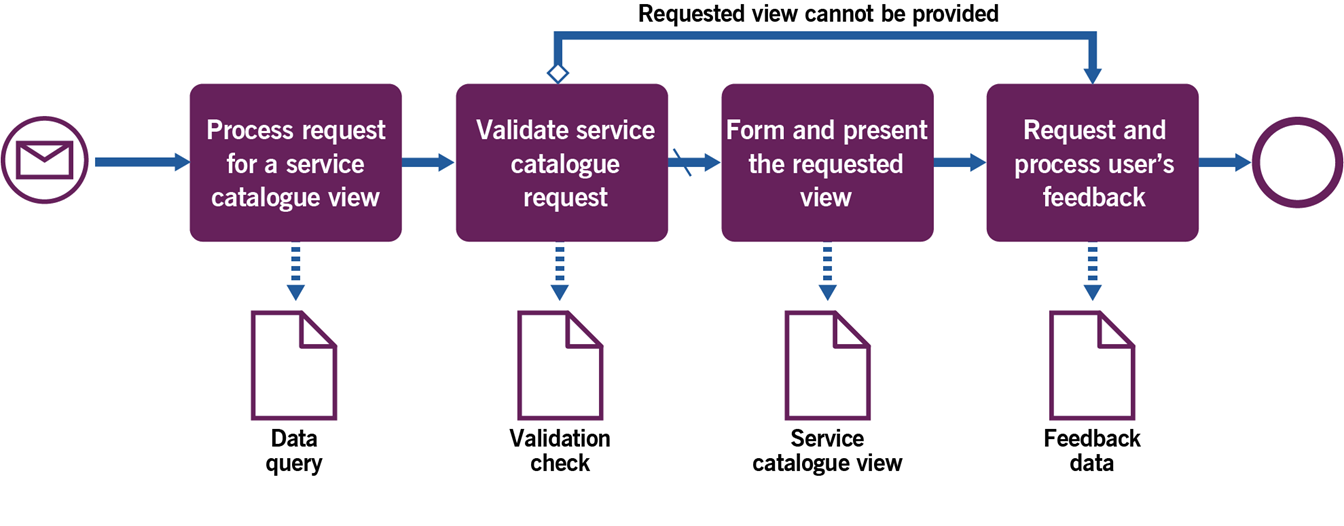 Requested view cannot be provided
Process request
for a service
catalogue view
Validate service
catalogue
request
Form and present
the requested
view
Request and
process user’s
feedback
Data
query
Validation
check
Service
catalogue view
Feedback
data